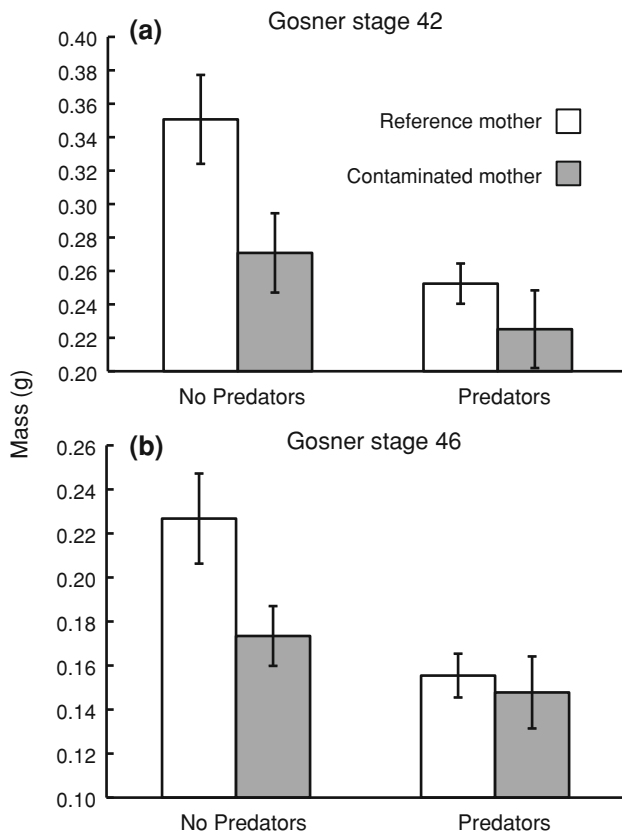 (a) Gosner stage 42
0.40
0.38
0.36
0.34
0.32
0.30
0.28
0.26
0.24
0.22
0.20
Reference mother
Contaminated mother
No Predators Predators
Mass (g)
(b) Gosner stage 46
0.26
0.24
0.22
0.20
0.18
0.16
0.14
0.12
0.10
No Predators Predators